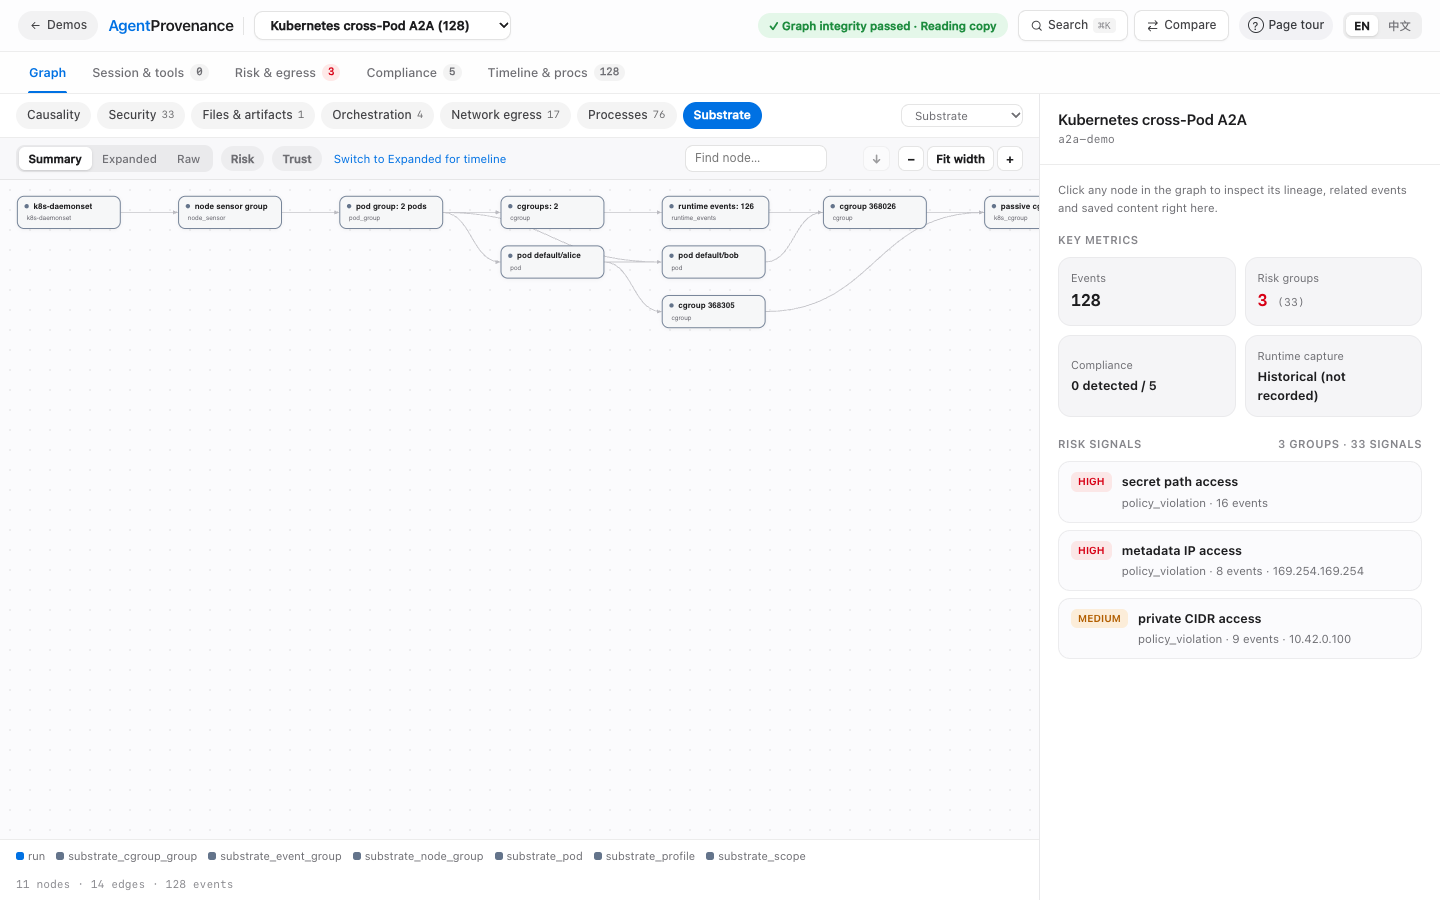 ← Demos
AgentProvenance
Kubernetes cross-Pod A2A (128)
✓ Graph integrity passed · Reading copy
Search ⌘K
Compare
? Page tour
EN
中文
Graph
Session & tools 0
Risk & egress 3
Compliance 5
Timeline & procs 128
Causality
Security 33
Files & artifacts 1
Orchestration 4
Network egress 17
Processes 76
Substrate
Substrate
Summary
Expanded
Raw
Risk
Trust
Switch to Expanded for timeline
Find node...
↓
−
Fit width
+
k8s-daemonset
k8s-daemonset
node sensor group
node_sensor
pod group: 2 pods
pod_group
cgroups: 2
cgroup
runtime events: 126
runtime_events
cgroup 368026
cgroup
passive cg
k8s_cgroup
pod default/alice
pod
pod default/bob
pod
cgroup 368305
cgroup
run
substrate_cgroup_group
substrate_event_group
substrate_node_group
substrate_pod
substrate_profile
substrate_scope
11 nodes · 14 edges · 128 events
Kubernetes cross-Pod A2A
a2a-demo
Click any node in the graph to inspect its lineage, related events
and saved content right here.
KEY METRICS
Events
128
Risk groups
3 (33)
Compliance
0 detected / 5
Runtime capture
Historical (not
recorded)
RISK SIGNALS
3 GROUPS · 33 SIGNALS
HIGH
secret path access
policy_violation · 16 events
HIGH
metadata IP access
policy_violation · 8 events · 169.254.169.254
MEDIUM
private CIDR access
policy_violation · 9 events · 10.42.0.100